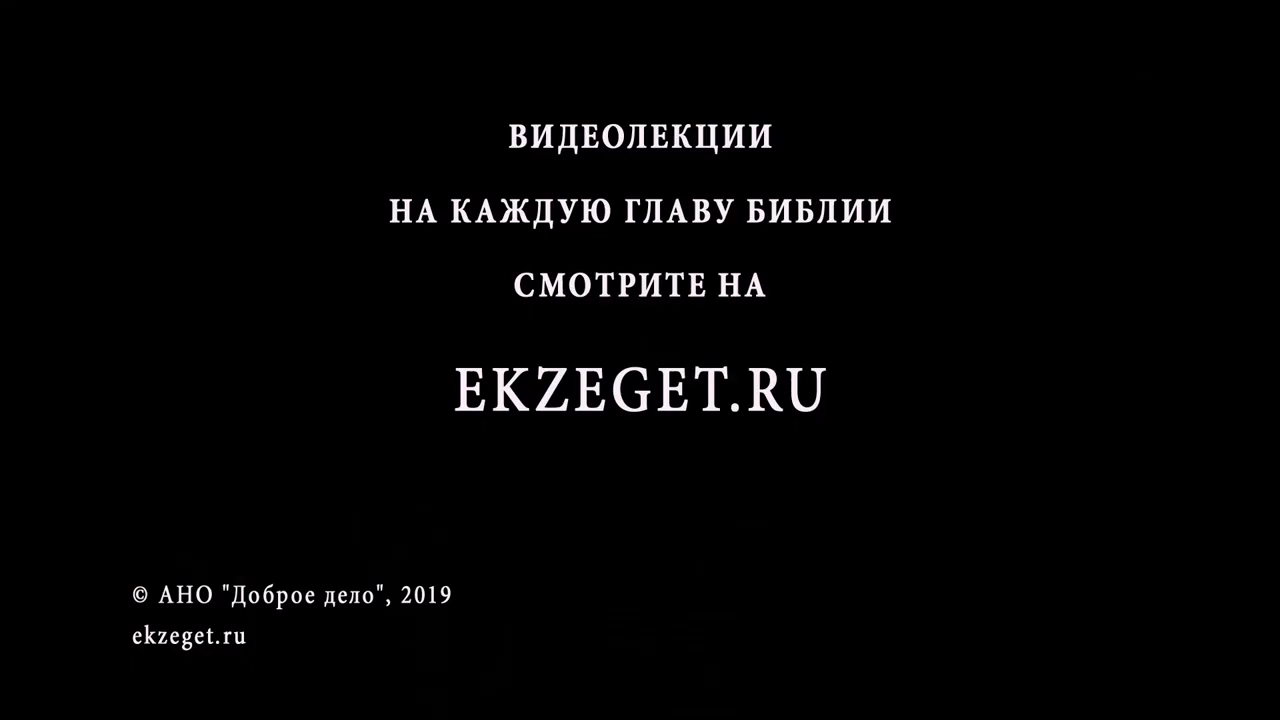 ВИДЕОЛЕКЦИИ
НА КАЖДУЮ ГЛАВУ БИБЛИИ
СМОТРИТЕ НА
EKZEGET.RU
© АНО "Доброе дело", 2019
ekzeget.ru